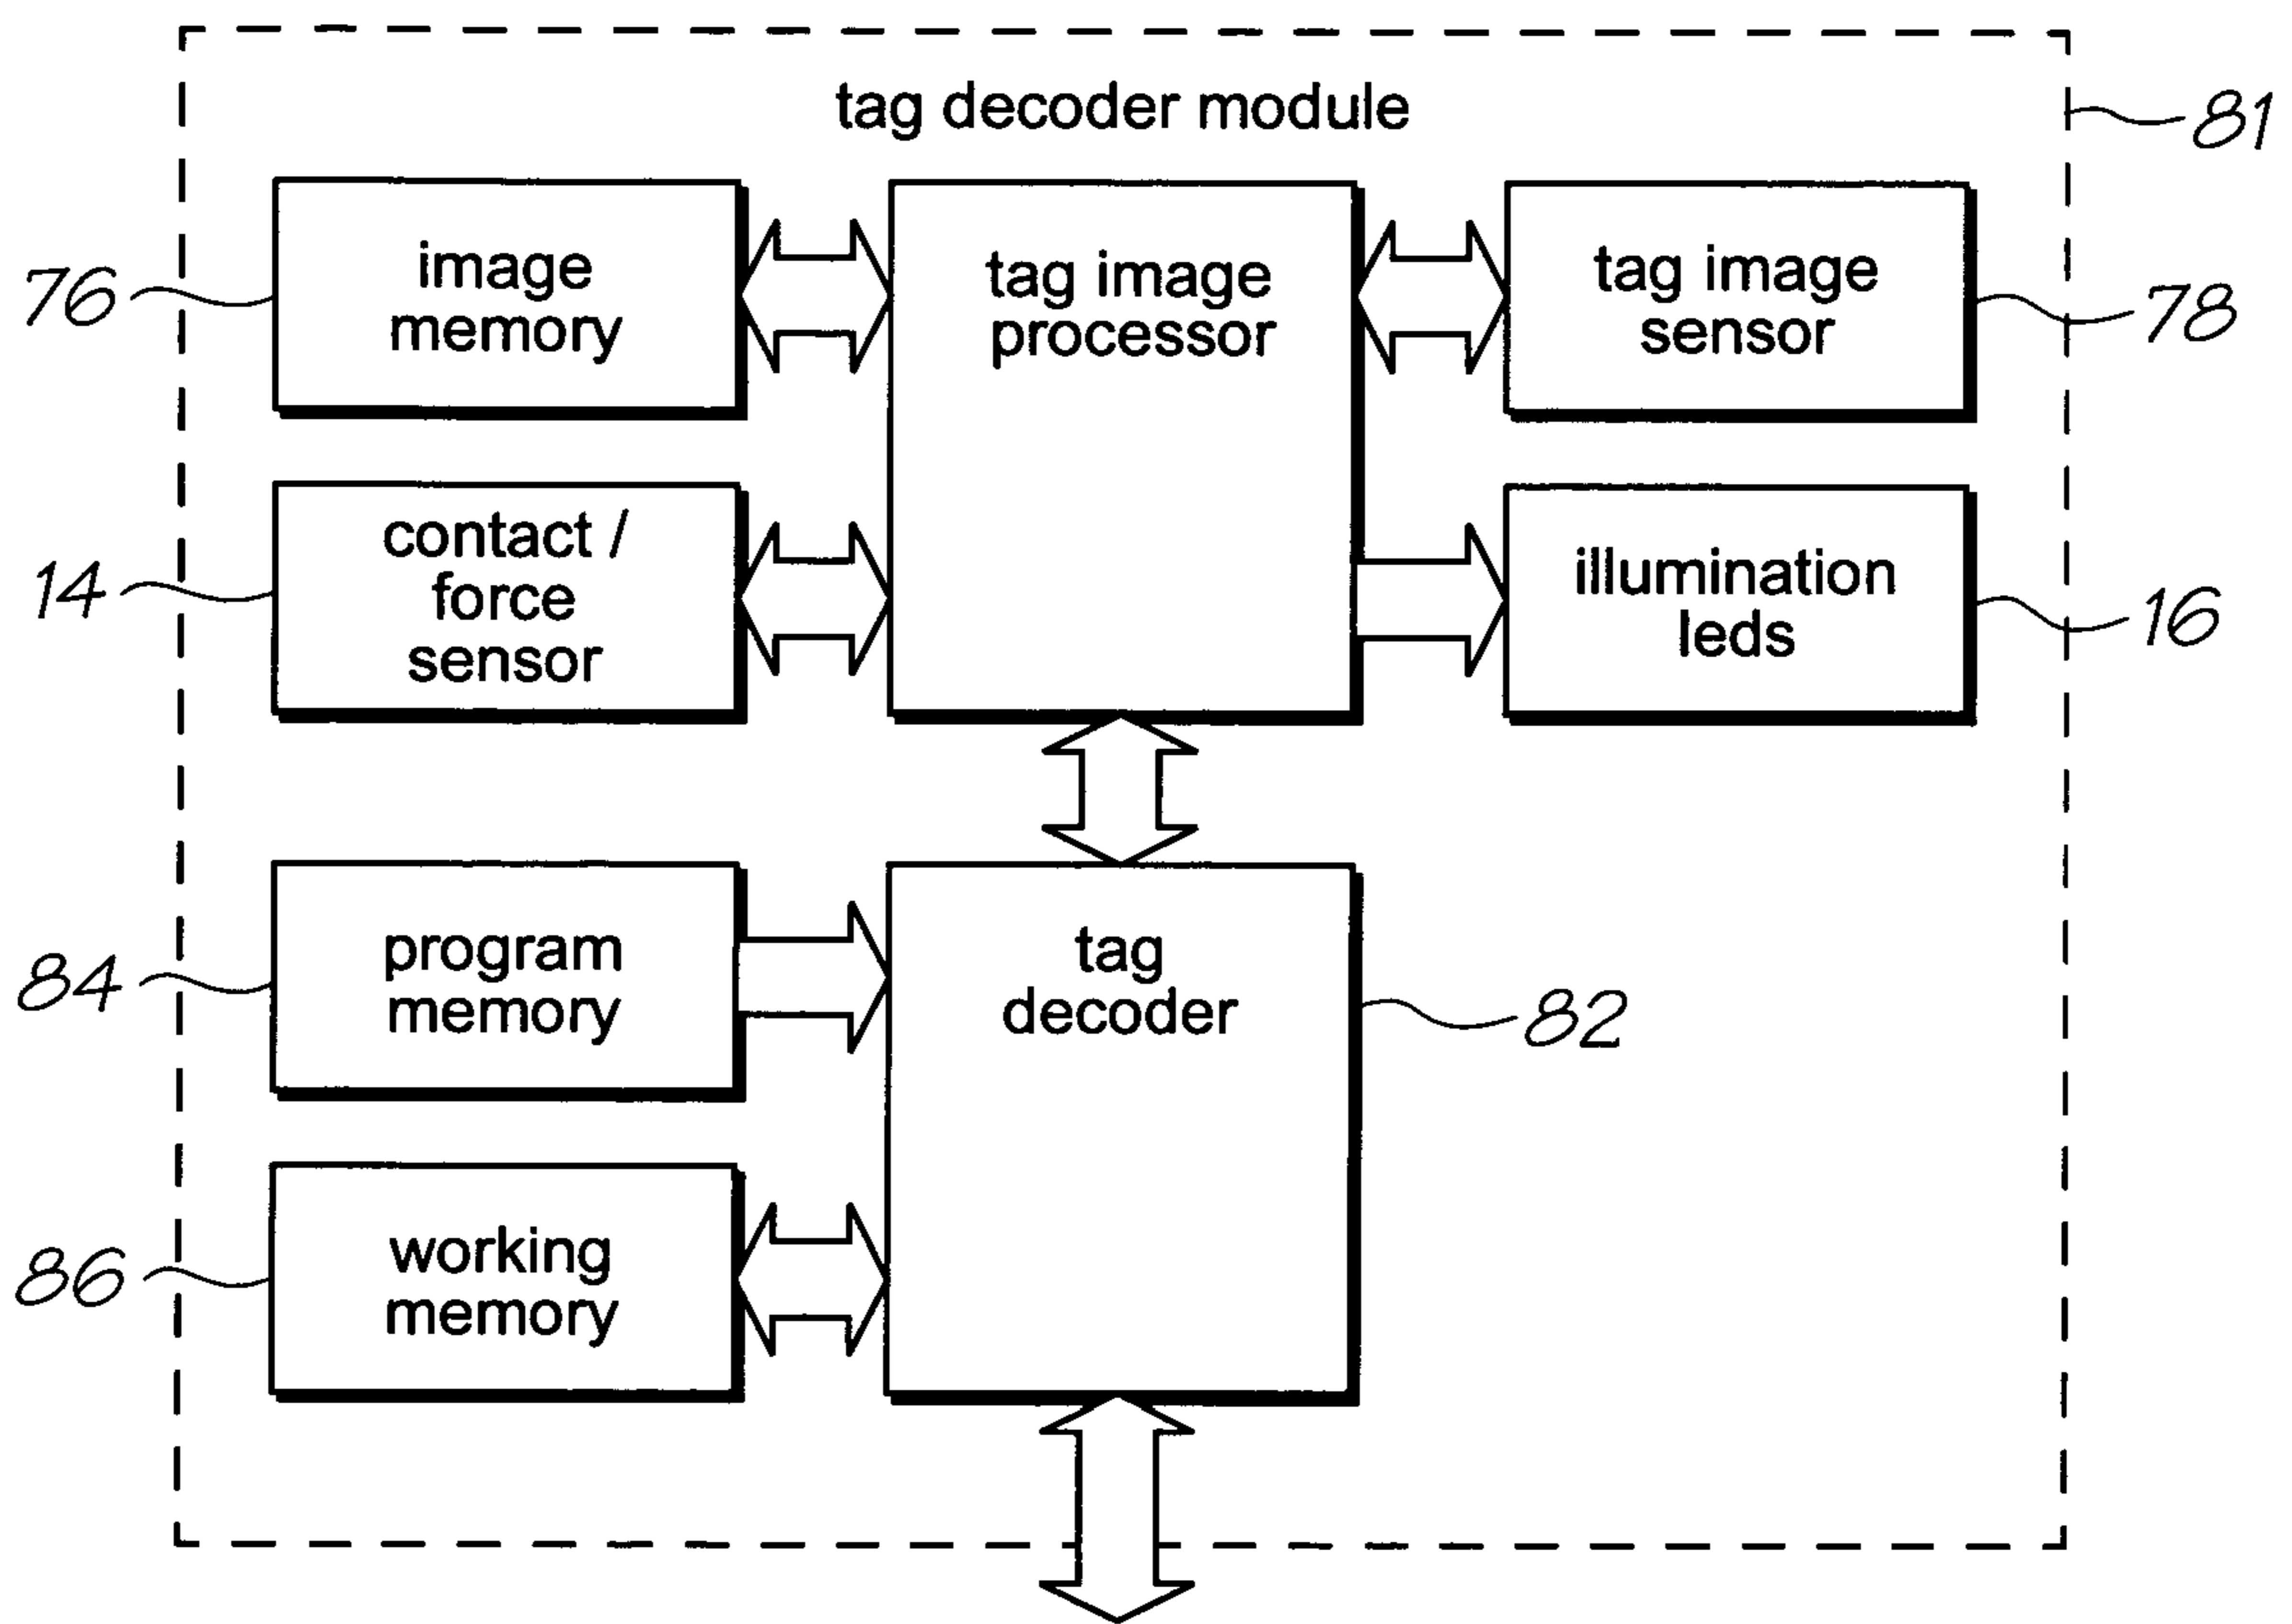 tag decoder module
81
76
image
memory
tag image
processor
tag image
sensor
78
14
contact /
force
sensor
illumination
leds
16
84
program
memory
tag
decoder
82
86
working
memory